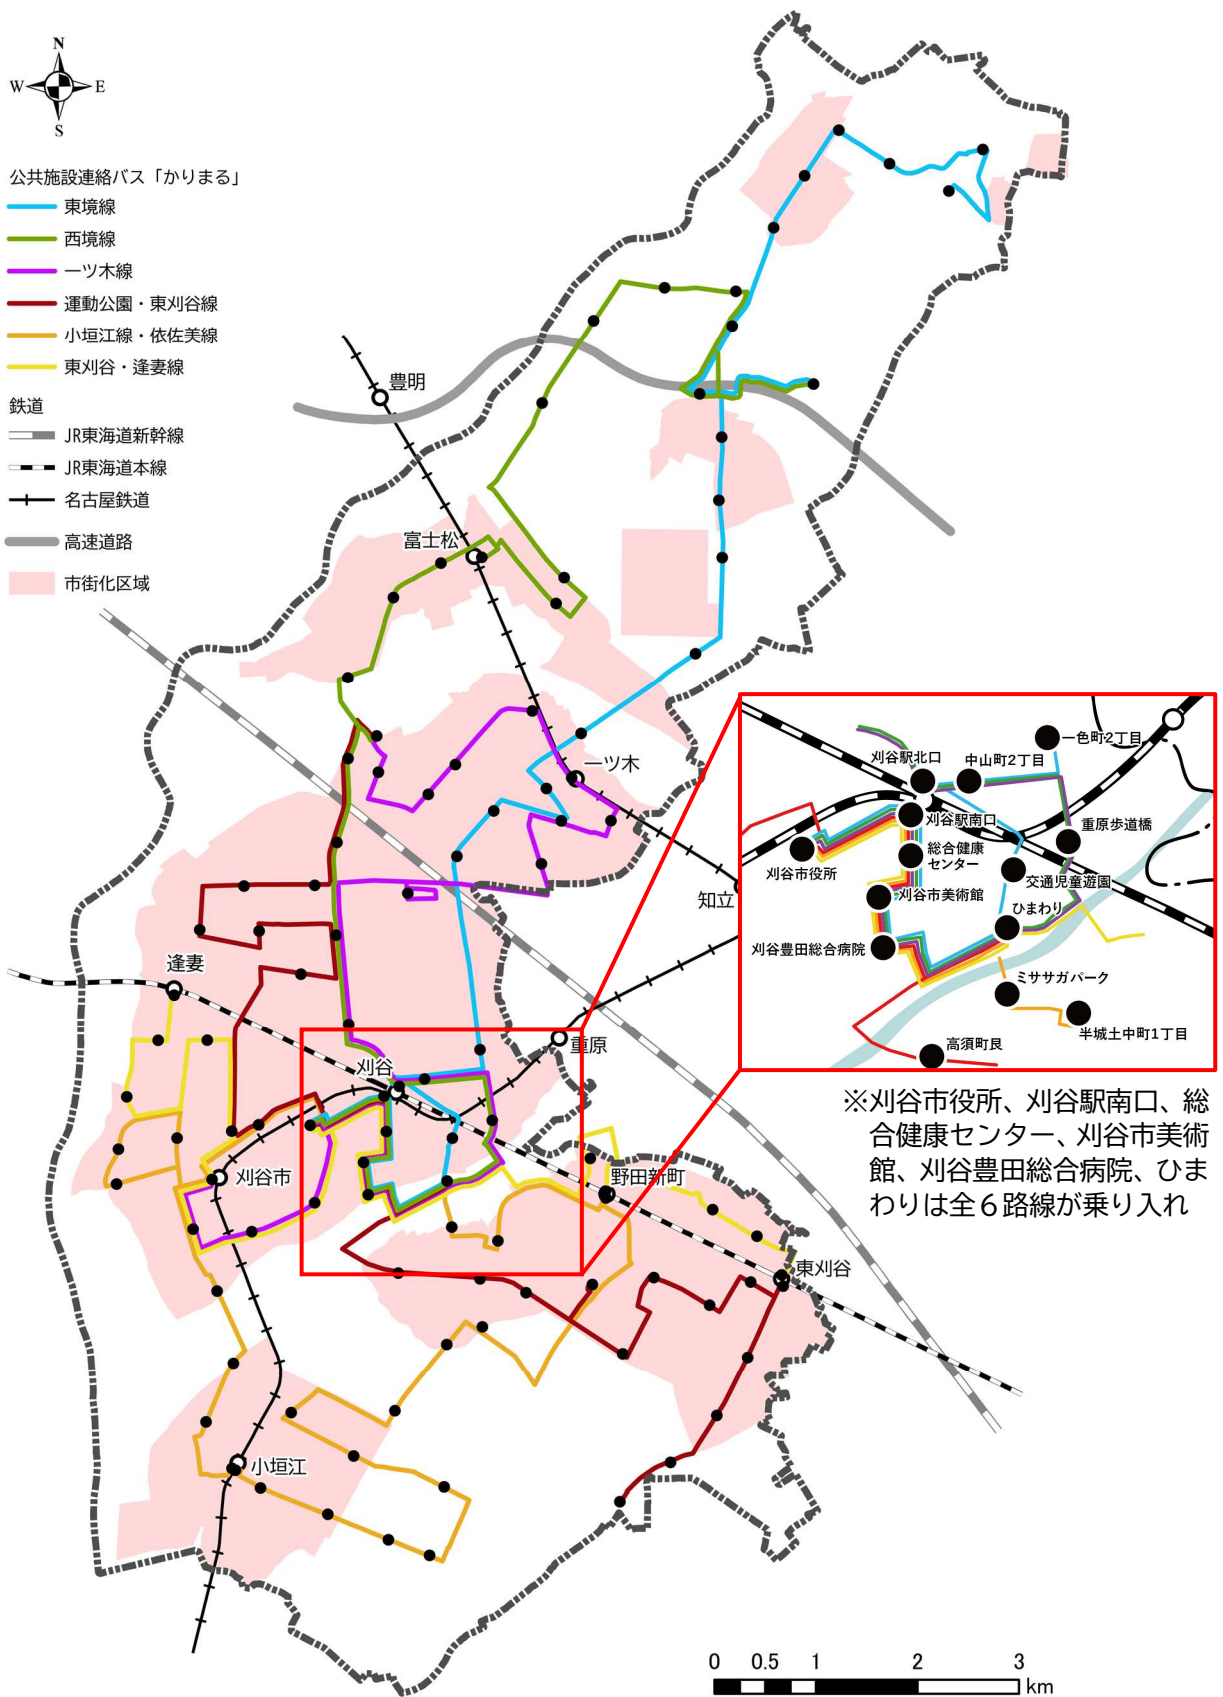 N
W
E
S
公共施設連絡バス「かりまる」
東境線
西境線
一ツ木線
運動公園・東刈谷線
小垣江線・依佐美線
東刈谷・逢妻線
鉄道
JR東海道新幹線
JR東海道本線
名古屋鉄道
高速道路
市街化区域
豊明
富士松
一ツ木
知立
逢妻
重原
刈谷
刈谷市
野田新町
東刈谷
小垣江
一色町2丁目
刈谷駅北口
中山町2丁目
刈谷駅南口
重原歩道橋
総合健康
センター
刈谷市役所
交通児童遊園
刈谷市美術館
ひまわり
刈谷豊田総合病院
ミササガパーク
半城土中町1丁目
高須町艮
※刈谷市役所、刈谷駅南口、総
合健康センター、刈谷市美術
館、刈谷豊田総合病院、ひま
わりは全６路線が乗り入れ
0 0.5 1 2 3
km